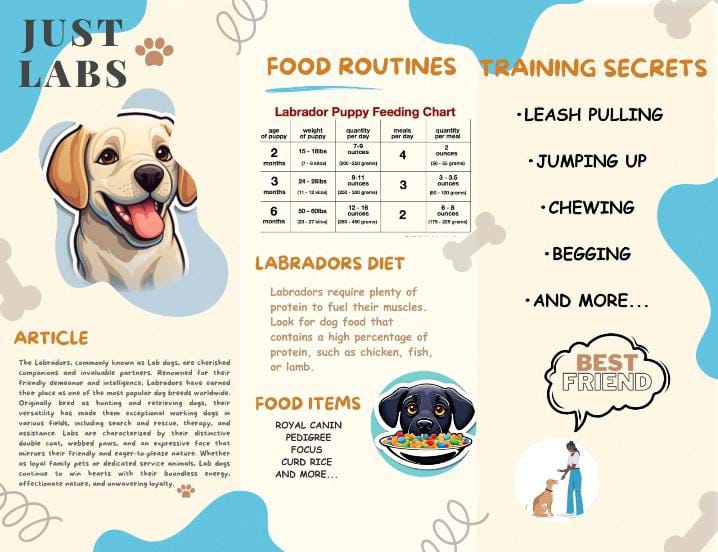 JUST
LABS
ARTICLE
The Labradors, commonly known as Lab dogs, are cherished
companions and invaluable partners. Renowned for their
friendly demeanor and intelligence, Labradors have earned
their place as one of the most popular dog breeds worldwide.
Originally bred as hunting and retrieving dogs, their
versatility has made them exceptional working dogs in
various fields, including search and rescue, therapy, and
assistance. Labs are characterized by their distinctive
double coat, webbed paws, and an expressive face that
mirrors their friendly and eager-to-please nature. Whether
as loyal family pets or dedicated service animals, Lab dogs
continue to win hearts with their boundless energy,
affectionate nature, and unwavering loyalty.
FOOD ROUTINES
Labrador Puppy Feeding Chart
age of puppy weight of puppy quantity per day meals per day quantity per meal
2 months 15 - 18lbs (7 - 8 kilos) 7-9 ounces (200 -250 grams) 4 2 ounces (50 - 55 grams)
3 months 24 - 26lbs (11 - 12 kilos) 9-11 ounces (250 - 300 grams) 3 3 - 3.5 ounces (80 - 100 grams)
6 months 50 - 60lbs (23 - 27 kilos) 12 - 16 ounces 2 6 - 8 ounces (175 - 225 grams)
LABRADORS DIET
Labradors require plenty of
protein to fuel their muscles.
Look for dog food that
contains a high percentage of
protein, such as chicken, fish,
or lamb.
FOOD ITEMS
ROYAL CANIN
PEDIGREE
FOCUS
CURD RICE
AND MORE...
TRAINING SECRETS
• LEASH PULLING
• JUMPING UP
• CHEWING
• BEGGING
• AND MORE...
BEST
FRIEND